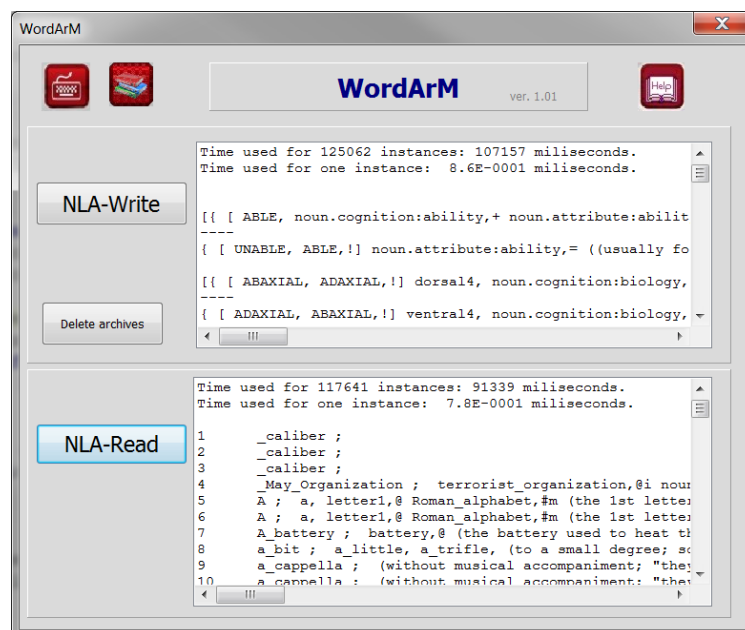 WordArM
Help
WordArM
ver. 1.01
NLA-Write
Delete archives
Time used for 125062 instances: 107157 miliseconds.
Time used for one instance:  8.6E-0001 miliseconds.
[{ [ ABLE, noun.cognition:ability,+ noun.attribute:abilit
----
{ [ UNABLE, ABLE,!] noun.attribute:ability,= ((usually fo
[{ [ ABAXIAL, ADAXIAL,!] dorsal4, noun.cognition:biology,
----
{ [ ADAXIAL, ABAXIAL,!] ventral4, noun.cognition:biology,
NLA-Read
Time used for 117641 instances: 91339 miliseconds.
Time used for one instance:  7.8E-0001 miliseconds.
1 _caliber ;
2 _caliber ;
3 _caliber ;
4 _May_Organization ;  terrorist_organization,@i noun
5 A ;  a, letter1,@ Roman_alphabet,#m (the 1st letter
6 A ;  a, letter1,@ Roman_alphabet,#m (the 1st letter
7 A_battery ;  battery,@ (the battery used to heat th
8 a_bit ;  a_little, a_trifle, (to a small degree; so
9 a_cappella ;  (without musical accompaniment; "they
10 a_cappella ;  (without musical accompaniment; "they